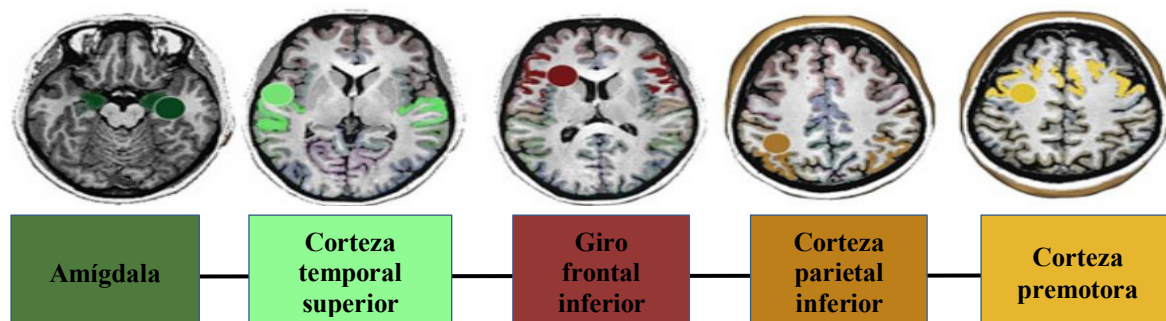 Amígdala
Corteza
temporal
superior
Giro
frontal
inferior
Corteza
parietal
inferior
Corteza
premotora